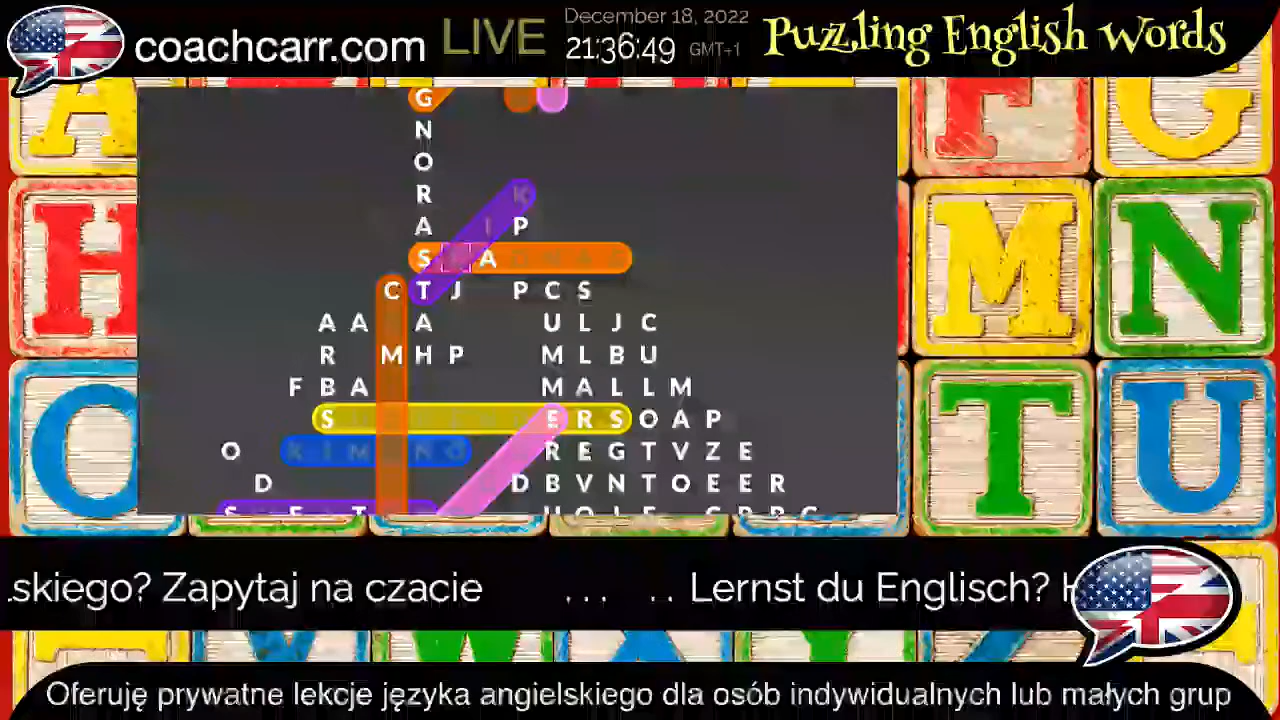 coachcarr.com
LIVE
December 18, 2022
21:36:49 GMT+1
Puzzling English Words
G
N
O
R
K
A I P
S A
C T J P C S
A A A U L J C
R M H P M L B U
F B A M A L L M
S E R S O A P
O K I M O N O R E G T V Z E
D D B V N T O E E R
A
F
G
H
M
N
O
T
U
.skiego? Zapytaj na czacie ... .. Lernst du Englisch? H
Oferuję prywatne lekcje języka angielskiego dla osób indywidualnych lub małych grup